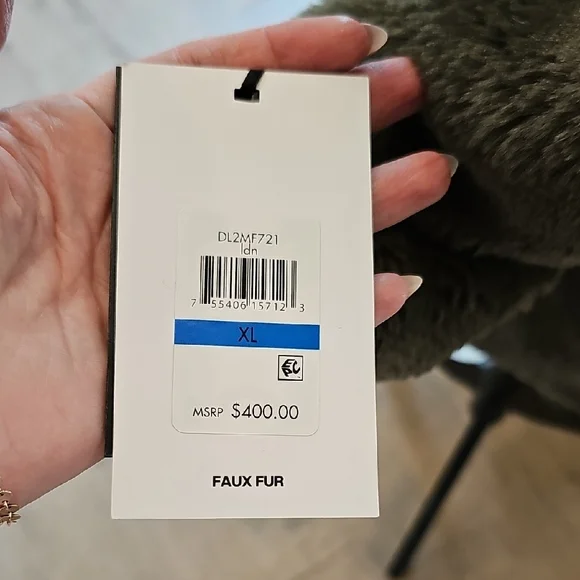 DL2MF721
ldn
7 55406 15712 3
XL
MSRP $400.00
FAUX FUR